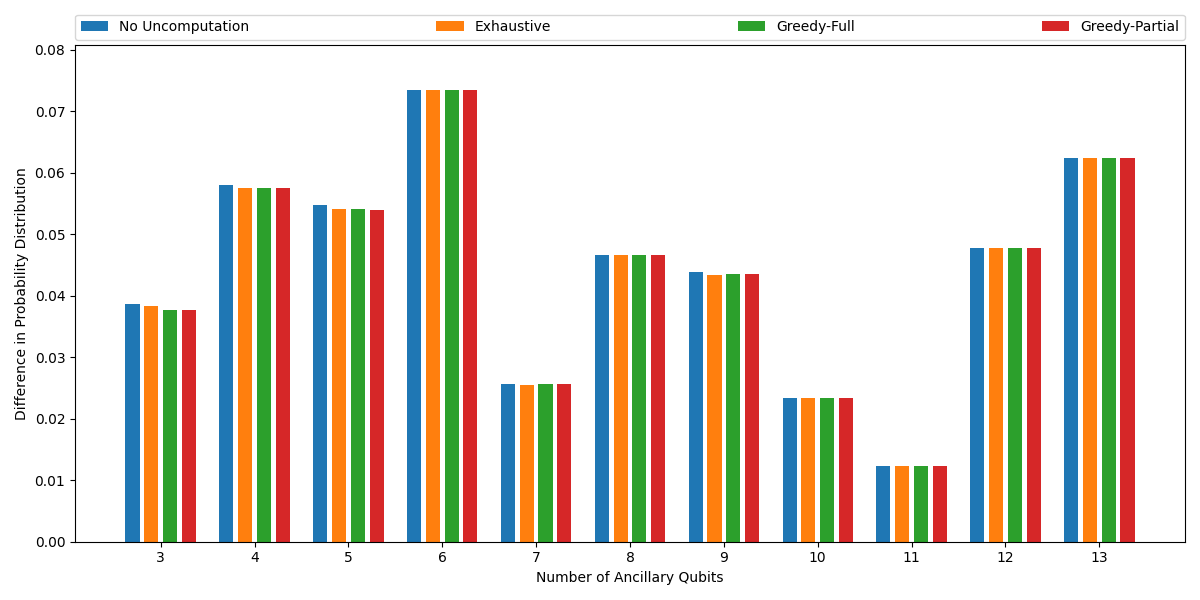 No Uncomputation Exhaustive Greedy-Full Greedy-Partial
0.08
0.07
0.06
0.05
0.04
0.03
0.02
0.01
0.00
Difference in Probability Distribution
3 4 5 6 7 8 9 10 11 12 13
Number of Ancillary Qubits